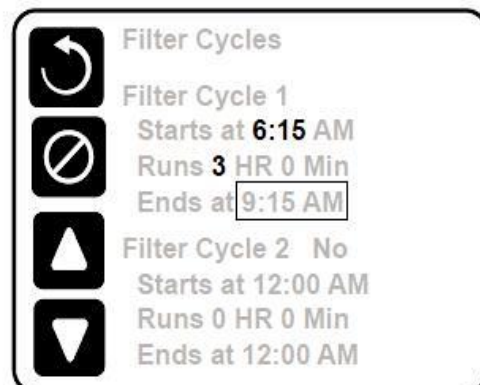 Filter Cycles
Filter Cycle 1
Starts at 6:15 AM
Runs 3 HR 0 Min
Ends at 9:15 AM
Filter Cycle 2 No
Starts at 12:00 AM
Runs 0 HR 0 Min
Ends at 12:00 AM